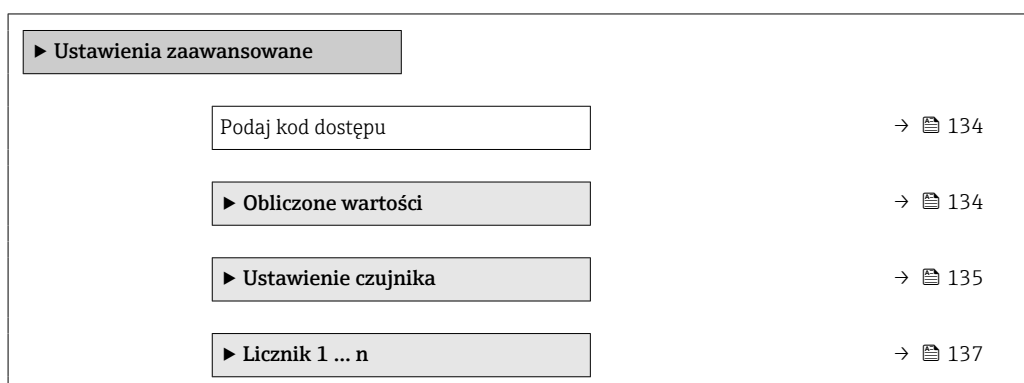 ▶ Ustawienia zaawansowane
Podaj kod dostępu → 134
▶ Obliczone wartości → 134
▶ Ustawienie czujnika → 135
▶ Licznik 1 … n → 137